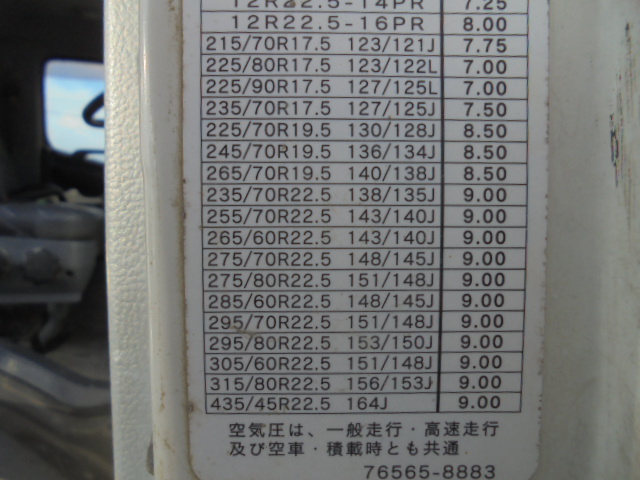 12R22.5-14PR 7.25
12R22.5-16PR 8.00
215/70R17.5 123/121J 7.75
225/80R17.5 123/122L 7.00
225/90R17.5 127/125L 7.00
235/70R17.5 127/125J 7.50
225/70R19.5 130/128J 8.50
245/70R19.5 136/134J 8.50
265/70R19.5 140/138J 8.50
235/70R22.5 138/135J 9.00
255/70R22.5 143/140J 9.00
265/60R22.5 143/140J 9.00
275/70R22.5 148/145J 9.00
275/80R22.5 151/148J 9.00
285/60R22.5 148/145J 9.00
295/70R22.5 151/148J 9.00
295/80R22.5 153/150J 9.00
305/60R22.5 151/148J 9.00
315/80R22.5 156/153J 9.00
435/45R22.5 164J 9.00
空気圧は、一般走行・高速走行
及び空車・積載時とも共通
76565-8883